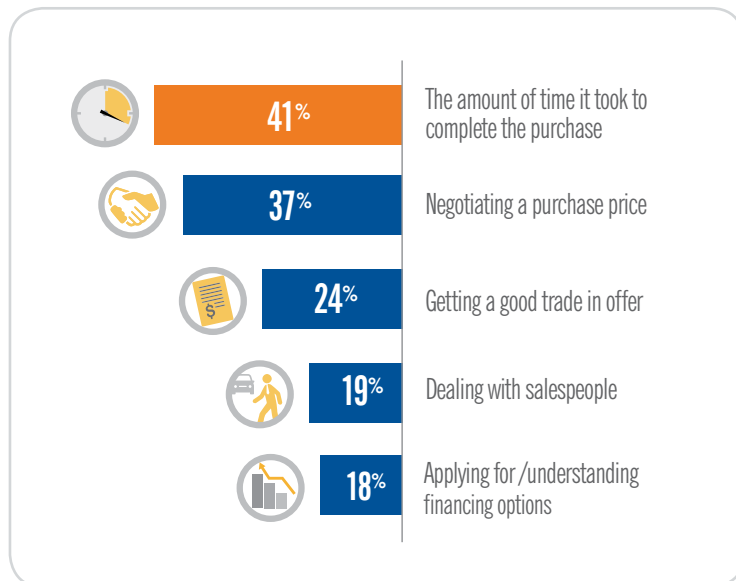 41%
The amount of time it took to
complete the purchase
37%
Negotiating a purchase price
$
24%
Getting a good trade in offer
19%
Dealing with salespeople
18%
Applying for/understanding
financing options